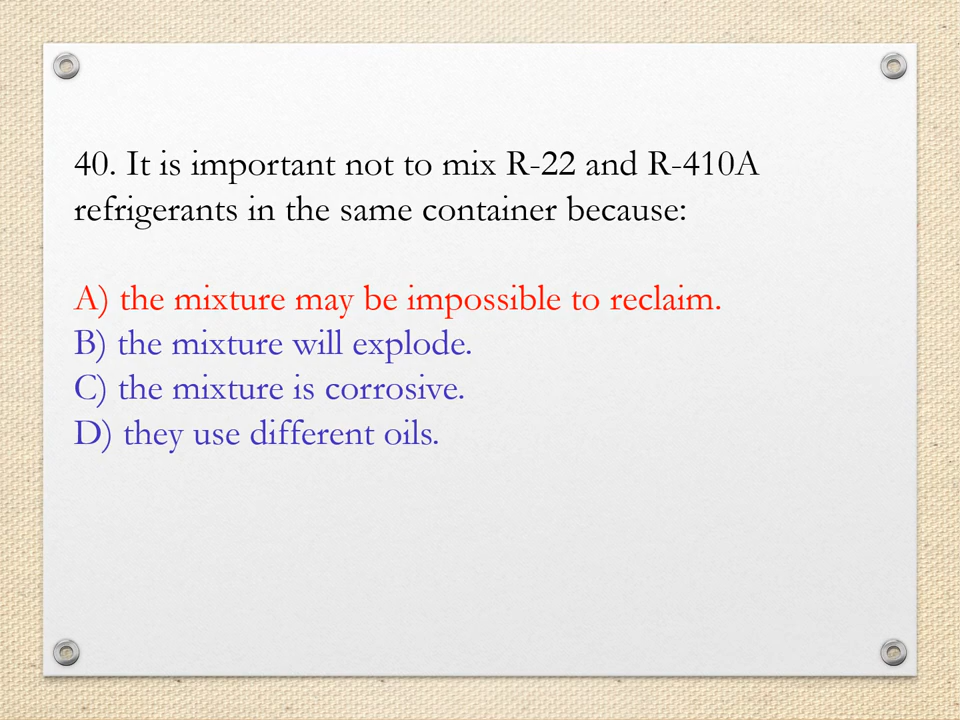 40. It is important not to mix R-22 and R-410A
refrigerants in the same container because:
A) the mixture may be impossible to reclaim.
B) the mixture will explode.
C) the mixture is corrosive.
D) they use different oils.